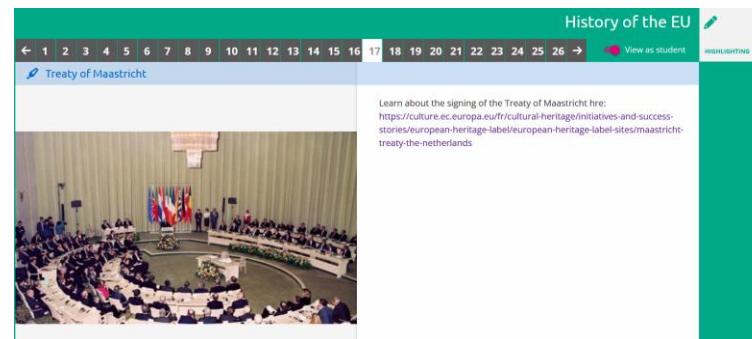 History of the EU
← 1 2 3 4 5 6 7 8 9 10 11 12 13 14 15 16 17 18 19 20 21 22 23 24 25 26 → View as student
HIGHLIGHTING
Treaty of Maastricht
Learn about the signing of the Treaty of Maastricht hre:
https://culture.ec.europa.eu/fr/cultural-heritage/initiatives-and-success-
stories/european-heritage-label/european-heritage-label-sites/maastricht-
treaty-the-netherlands